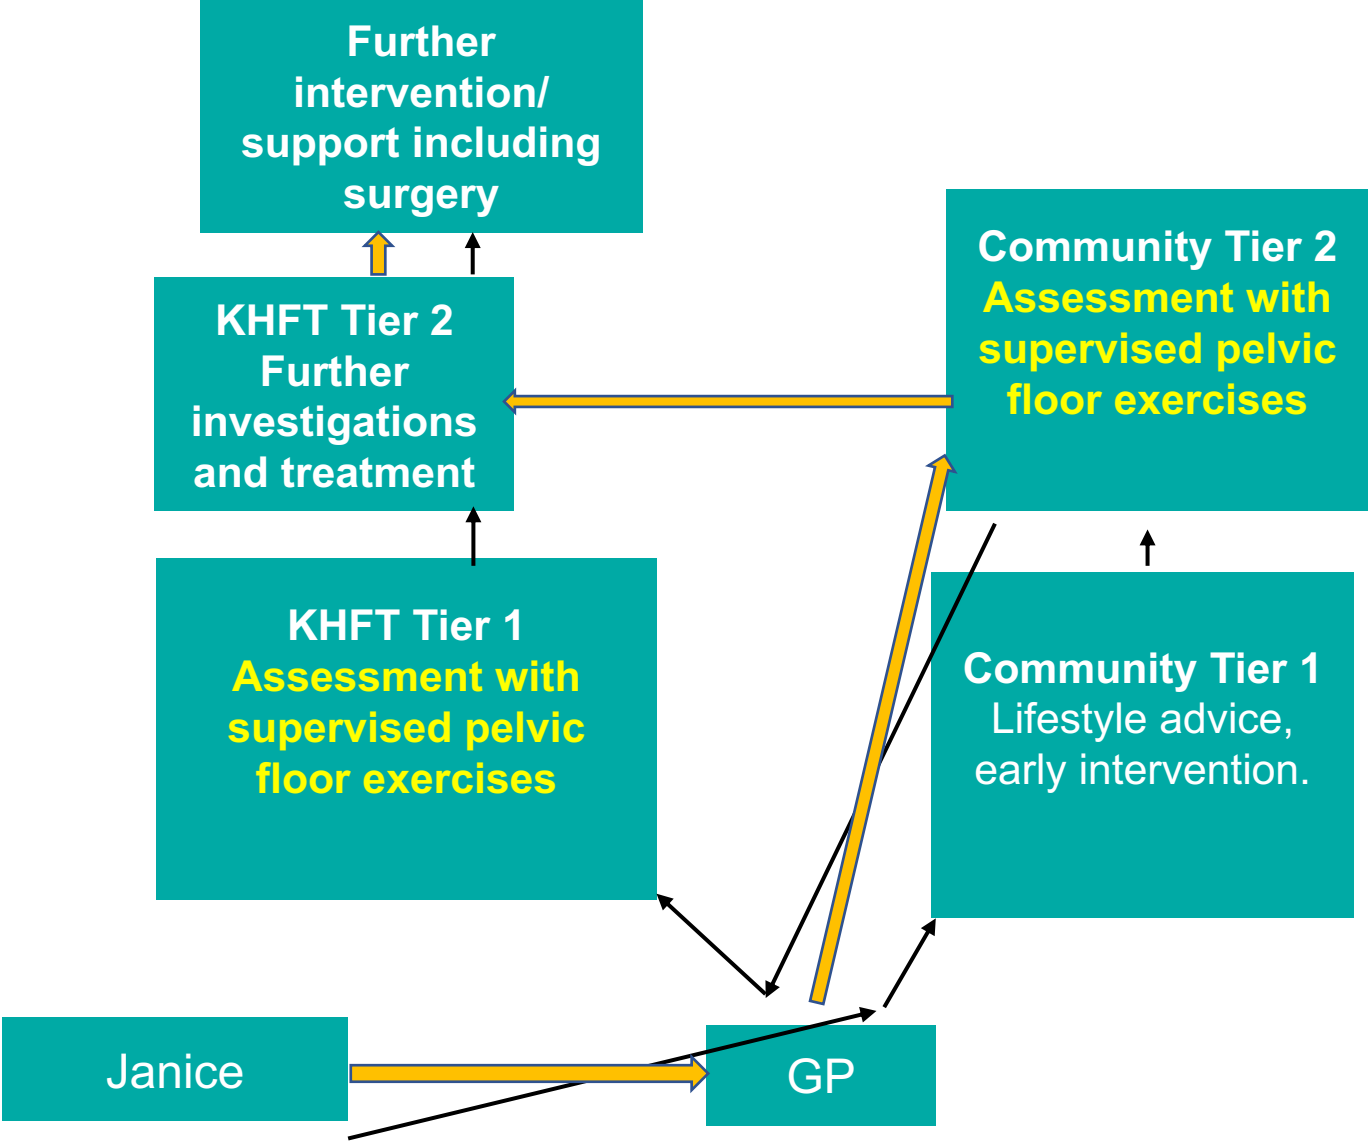 Further
intervention/
support including
surgery
Community Tier 2
Assessment with
supervised pelvic
floor exercises
KHFT Tier 2
Further
investigations
and treatment
KHFT Tier 1
Assessment with
supervised pelvic
floor exercises
Community Tier 1
Lifestyle advice,
early intervention.
Janice
GP